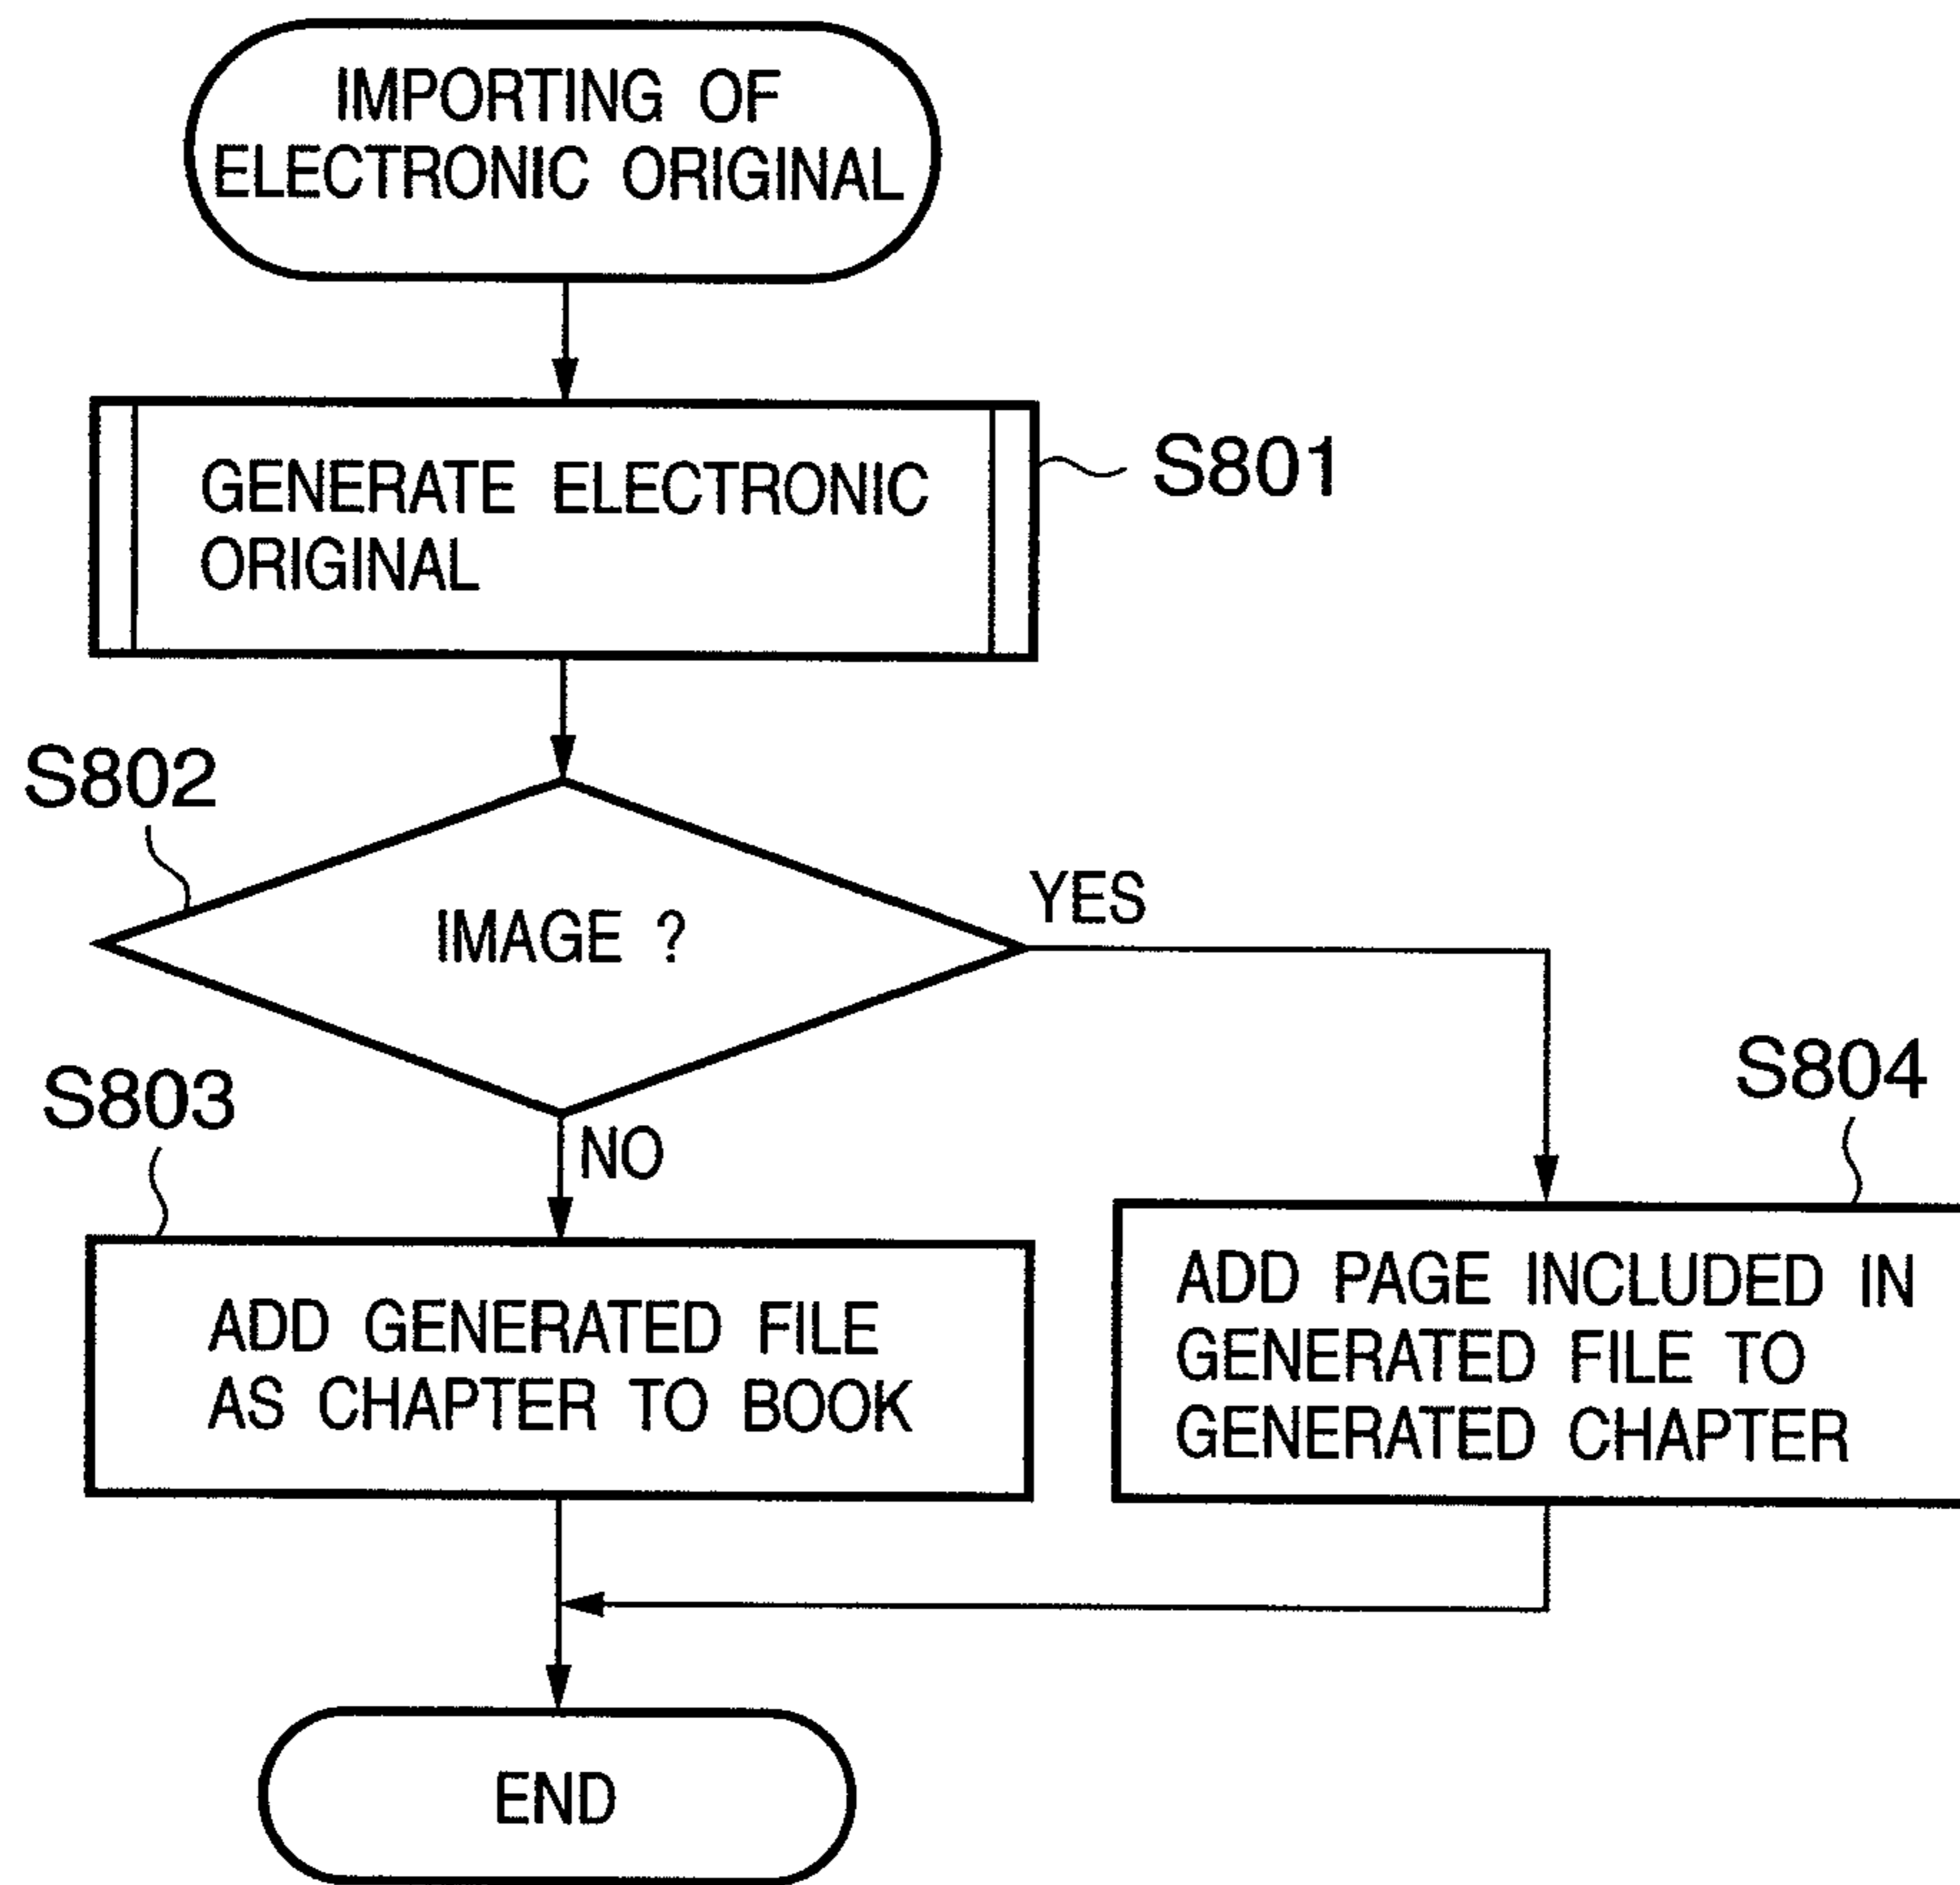 IMPORTING OF
ELECTRONIC ORIGINAL
GENERATE ELECTRONIC
ORIGINAL
S801
S802
IMAGE ?
YES
NO
S803
ADD GENERATED FILE
AS CHAPTER TO BOOK
S804
ADD PAGE INCLUDED IN
GENERATED FILE TO
GENERATED CHAPTER
END